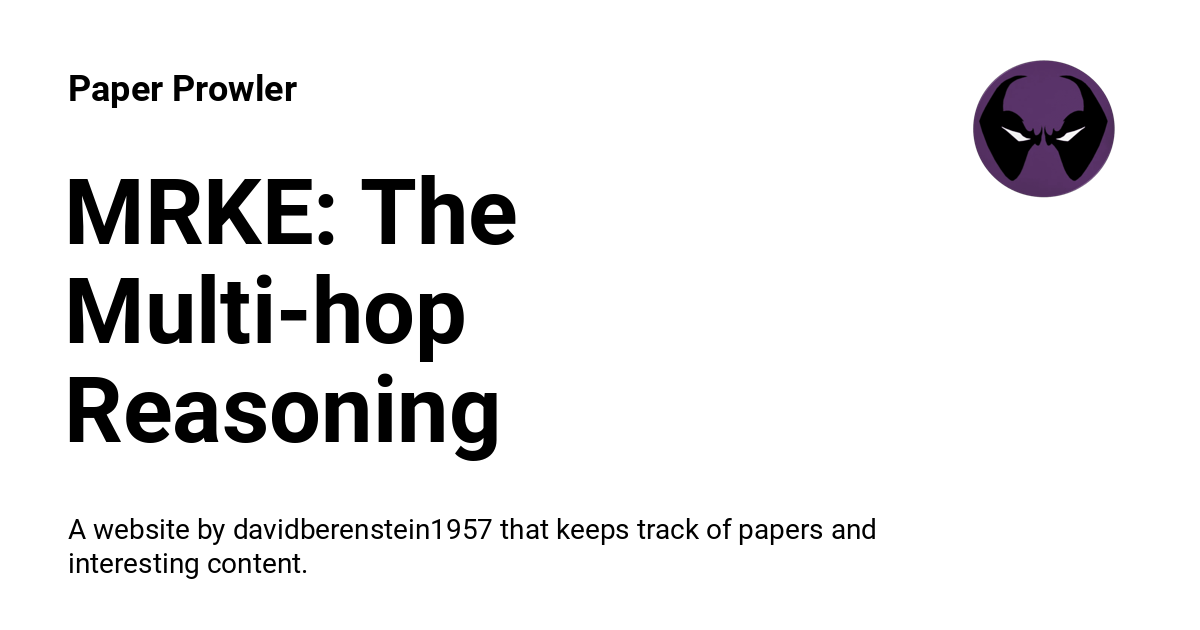 Paper Prowler
MRKE: The
Multi-hop
Reasoning
A website by davidberenstein1957 that keeps track of papers and
interesting content.